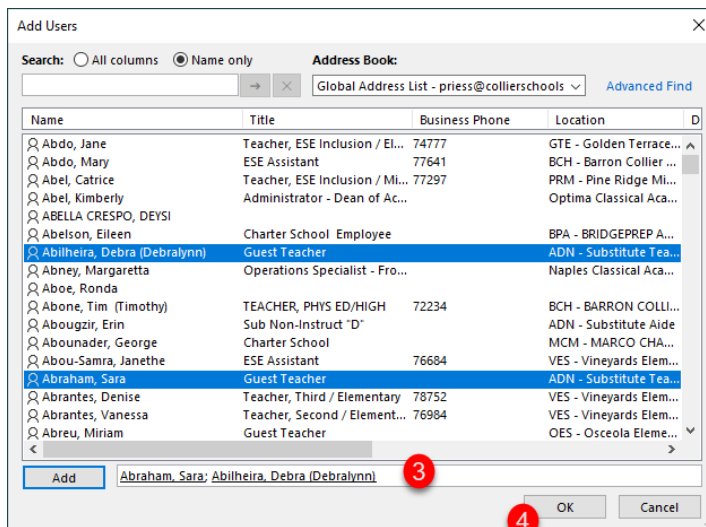 Add Users
Search: All columns Name only Address Book:
Global Address List - priess@collierschools Advanced Find
Name Title Business Phone Location D
Abdo, Jane Teacher, ESE Inclusion / El... 74777 GTE - Golden Terrace...
Abdo, Mary ESE Assistant 77641 BCH - Barron Collier ...
Abel, Catrice Teacher, ESE Inclusion / Mi... 77297 PRM - Pine Ridge Mi...
Abel, Kimberly Administrator - Dean of Ac... Optima Classical Aca...
ABELLA CRESPO, DEYSI
Abelson, Eileen Charter School Employee BPA - BRIDGEPREP A...
Abilheira, Debra (Debralynn) Guest Teacher ADN - Substitute Tea...
Abney, Margaretta Operations Specialist - Fro... Naples Classical Aca...
Aboe, Ronda
Abone, Tim (Timothy) TEACHER, PHYS ED/HIGH 72234 BCH - BARRON COLLI...
Abougzir, Erin Sub Non-Instruct "D" ADN - Substitute Aide
Abounader, George Charter School MCM - MARCO CHA...
Abou-Samra, Janethe ESE Assistant 76684 VES - Vineyards Elem...
Abraham, Sara Guest Teacher ADN - Substitute Tea...
Abrantes, Denise Teacher, Third / Elementary 78752 VES - Vineyards Elem...
Abrantes, Vanessa Teacher, Second / Element... 76984 VES - Vineyards Elem...
Abreu, Miriam Guest Teacher OES - Osceola Eleme...
Add Abraham, Sara; Abilheira, Debra (Debralynn) 3
4 OK Cancel